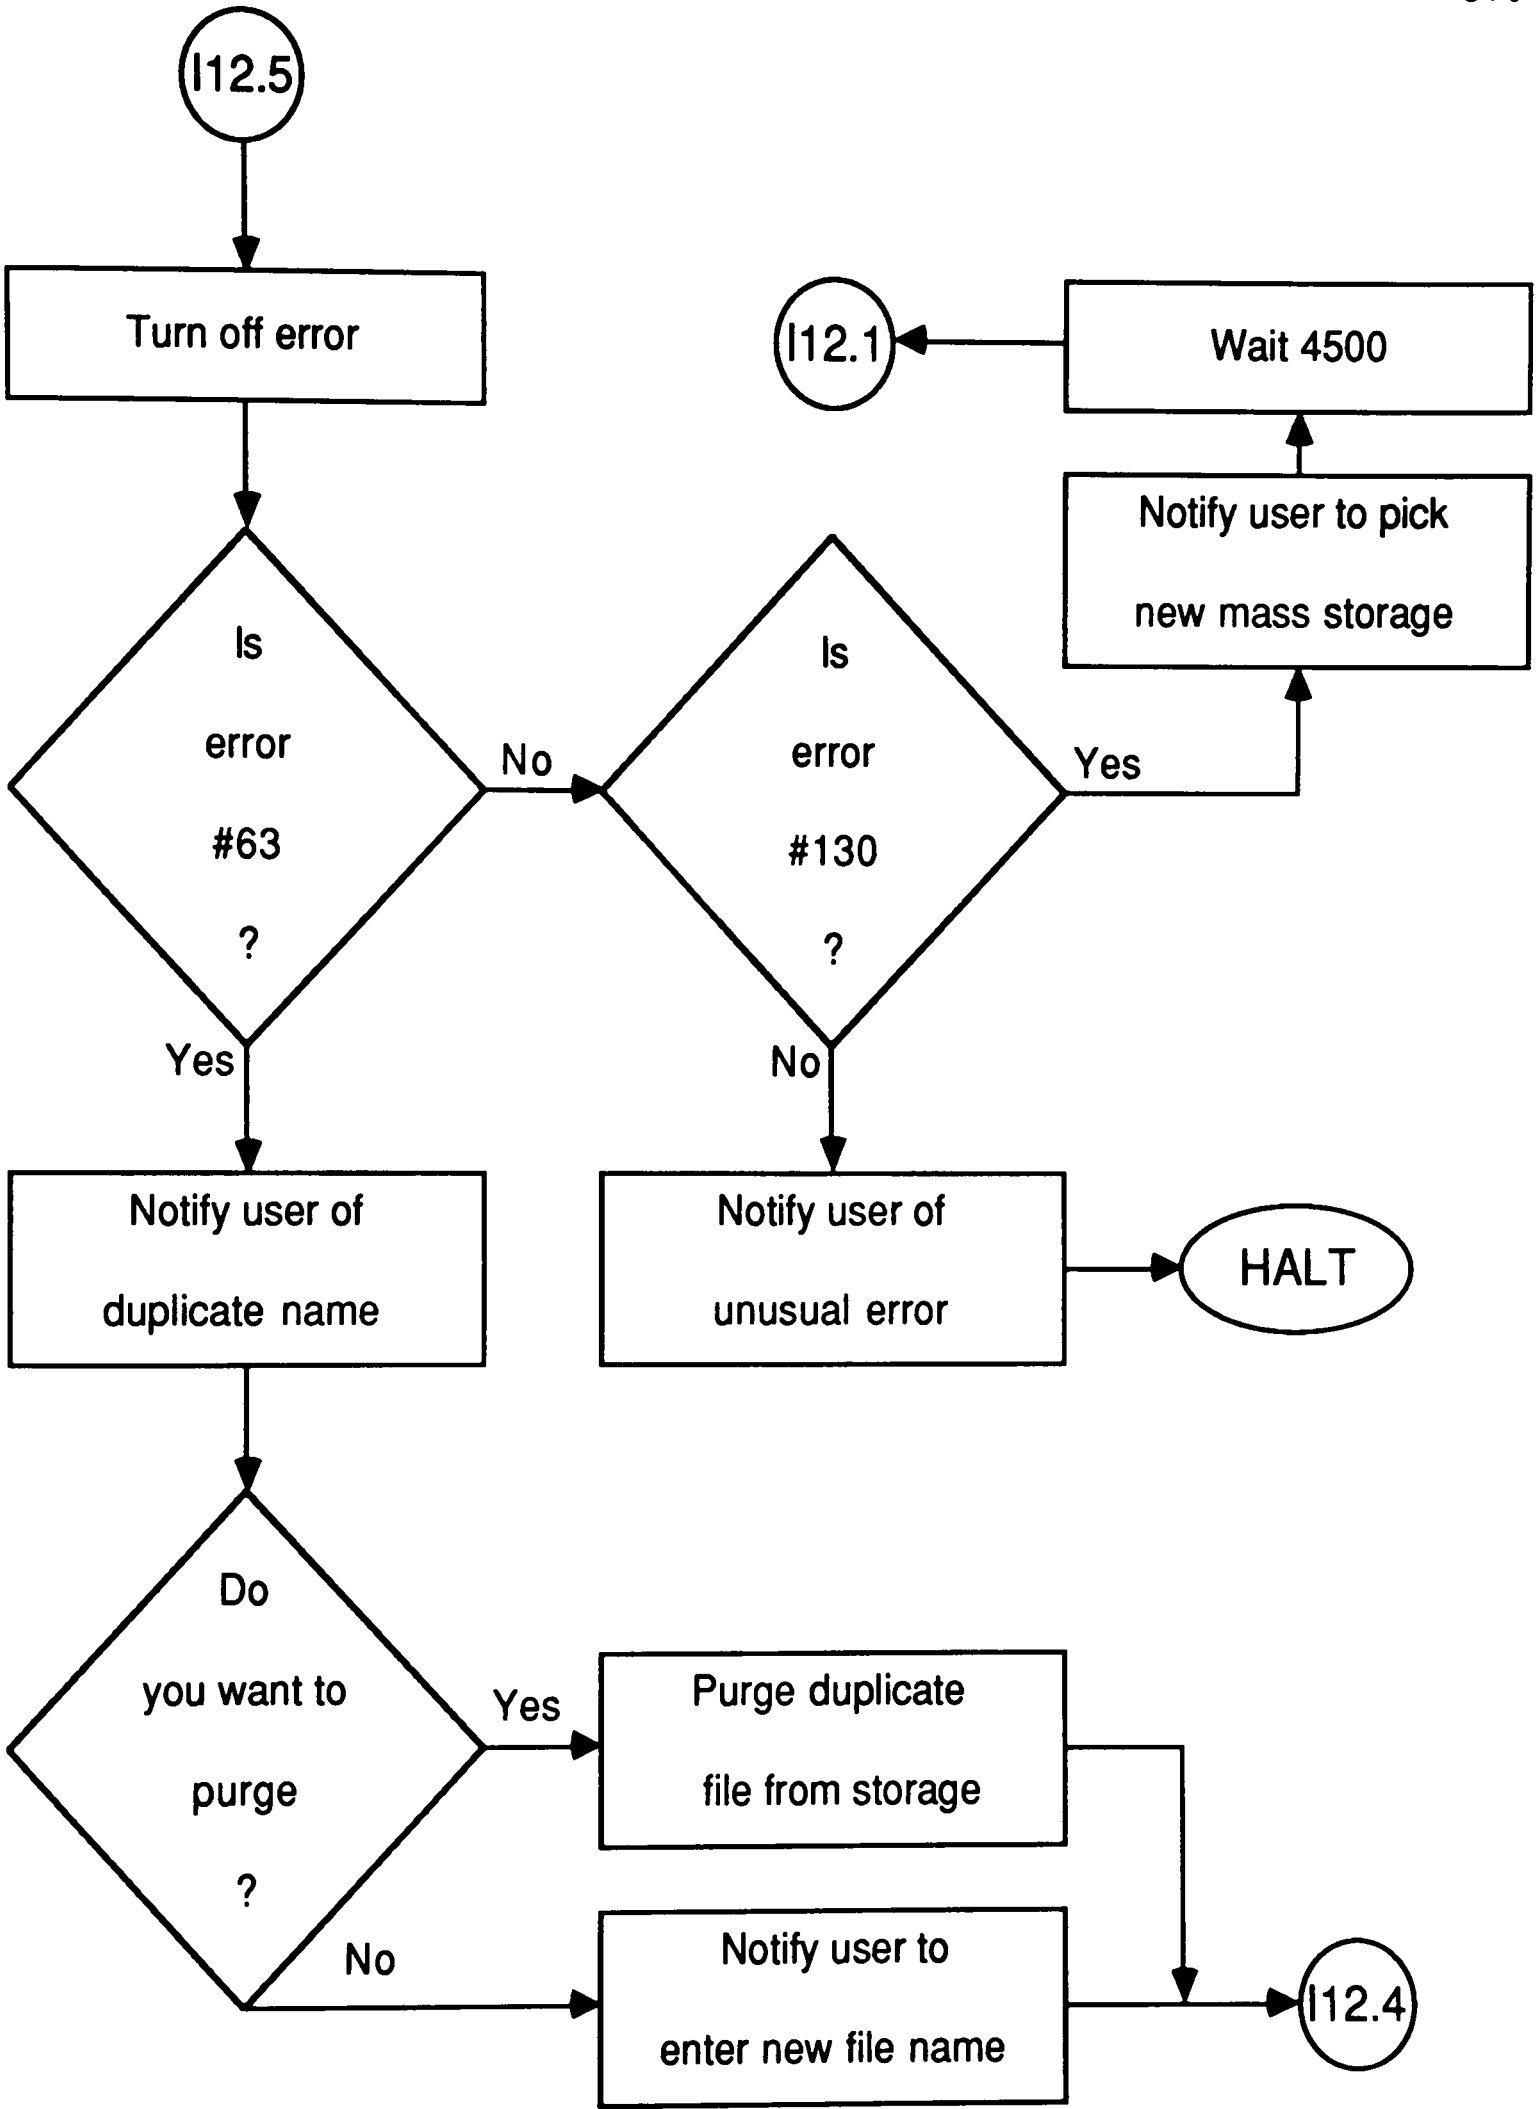 I12.5
Turn off error
I12.1
Wait 4500
Notify user to pick
new mass storage
Is
error
#63
?
No
Is
error
#130
?
Yes
Yes
No
Notify user of
duplicate name
Notify user of
unusual error
HALT
Do
you want to
purge
?
Yes
Purge duplicate
file from storage
No
Notify user to
enter new file name
I12.4